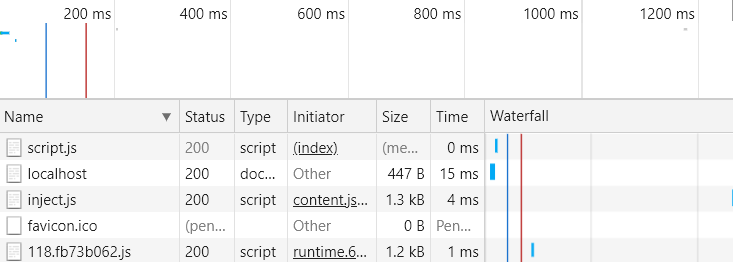 200 ms 400 ms 600 ms 800 ms 1000 ms 1200 ms
Name Status Type Initiator Size Time Waterfall
script.js 200 script (index) (me... 0 ms
localhost 200 doc... Other 447 B 15 ms
inject.js 200 script content.js... 1.3 kB 4 ms
favicon.ico (pen... Other 0 B Pen...
118.fb73b062.js 200 script runtime.6... 1.2 kB 1 ms